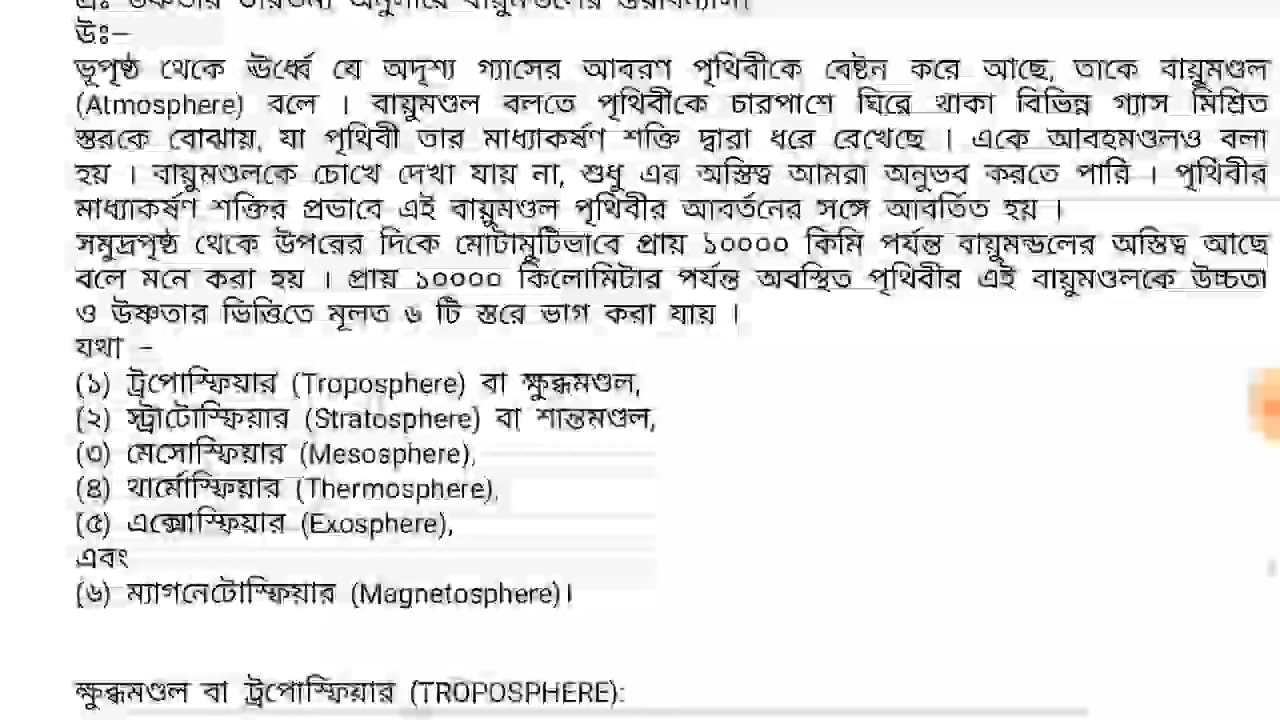 উঃ–
ভূপৃষ্ঠ থেকে ঊর্ধ্বে যে অদৃশ্য গ্যাসের আবরণ পৃথিবীকে বেষ্টন করে আছে, তাকে বায়ুমণ্ডল
(Atmosphere) বলে । বায়ুমণ্ডল বলতে পৃথিবীকে চারপাশে ঘিরে থাকা বিভিন্ন গ্যাস মিশ্রিত
স্তরকে বোঝায়, যা পৃথিবী তার মাধ্যাকর্ষণ শক্তি দ্বারা ধরে রেখেছে । একে আবহমণ্ডলও বলা
হয় । বায়ুমণ্ডলকে চোখে দেখা যায় না, শুধু এর অস্তিত্ব আমরা অনুভব করতে পারি । পৃথিবীর
মাধ্যাকর্ষণ শক্তির প্রভাবে এই বায়ুমণ্ডল পৃথিবীর আবর্তনের সঙ্গে আবর্তিত হয় ।
সমুদ্রপৃষ্ঠ থেকে উপরের দিকে মোটামুটিভাবে প্রায় ১০০০০ কিমি পর্যন্ত বায়ুমন্ডলের অস্তিত্ব আছে
বলে মনে করা হয় । প্রায় ১০০০০ কিলোমিটার পর্যন্ত অবস্থিত পৃথিবীর এই বায়ুমণ্ডলকে উচ্চতা
ও উষ্ণতার ভিত্তিতে মূলত ৬ টি স্তরে ভাগ করা যায় ।
যথা –
(১) ট্রপোস্ফিয়ার (Troposphere) বা ক্ষুব্ধমণ্ডল,
(২) স্ট্রাটোস্ফিয়ার (Stratosphere) বা শান্তমণ্ডল,
(৩) মেসোস্ফিয়ার (Mesosphere),
(৪) থার্মোস্ফিয়ার (Thermosphere),
(৫) এক্সোস্ফিয়ার (Exosphere),
এবং
(৬) ম্যাগনেটোস্ফিয়ার (Magnetosphere)।
ক্ষুব্ধমণ্ডল বা ট্রপোস্ফিয়ার (TROPOSPHERE):